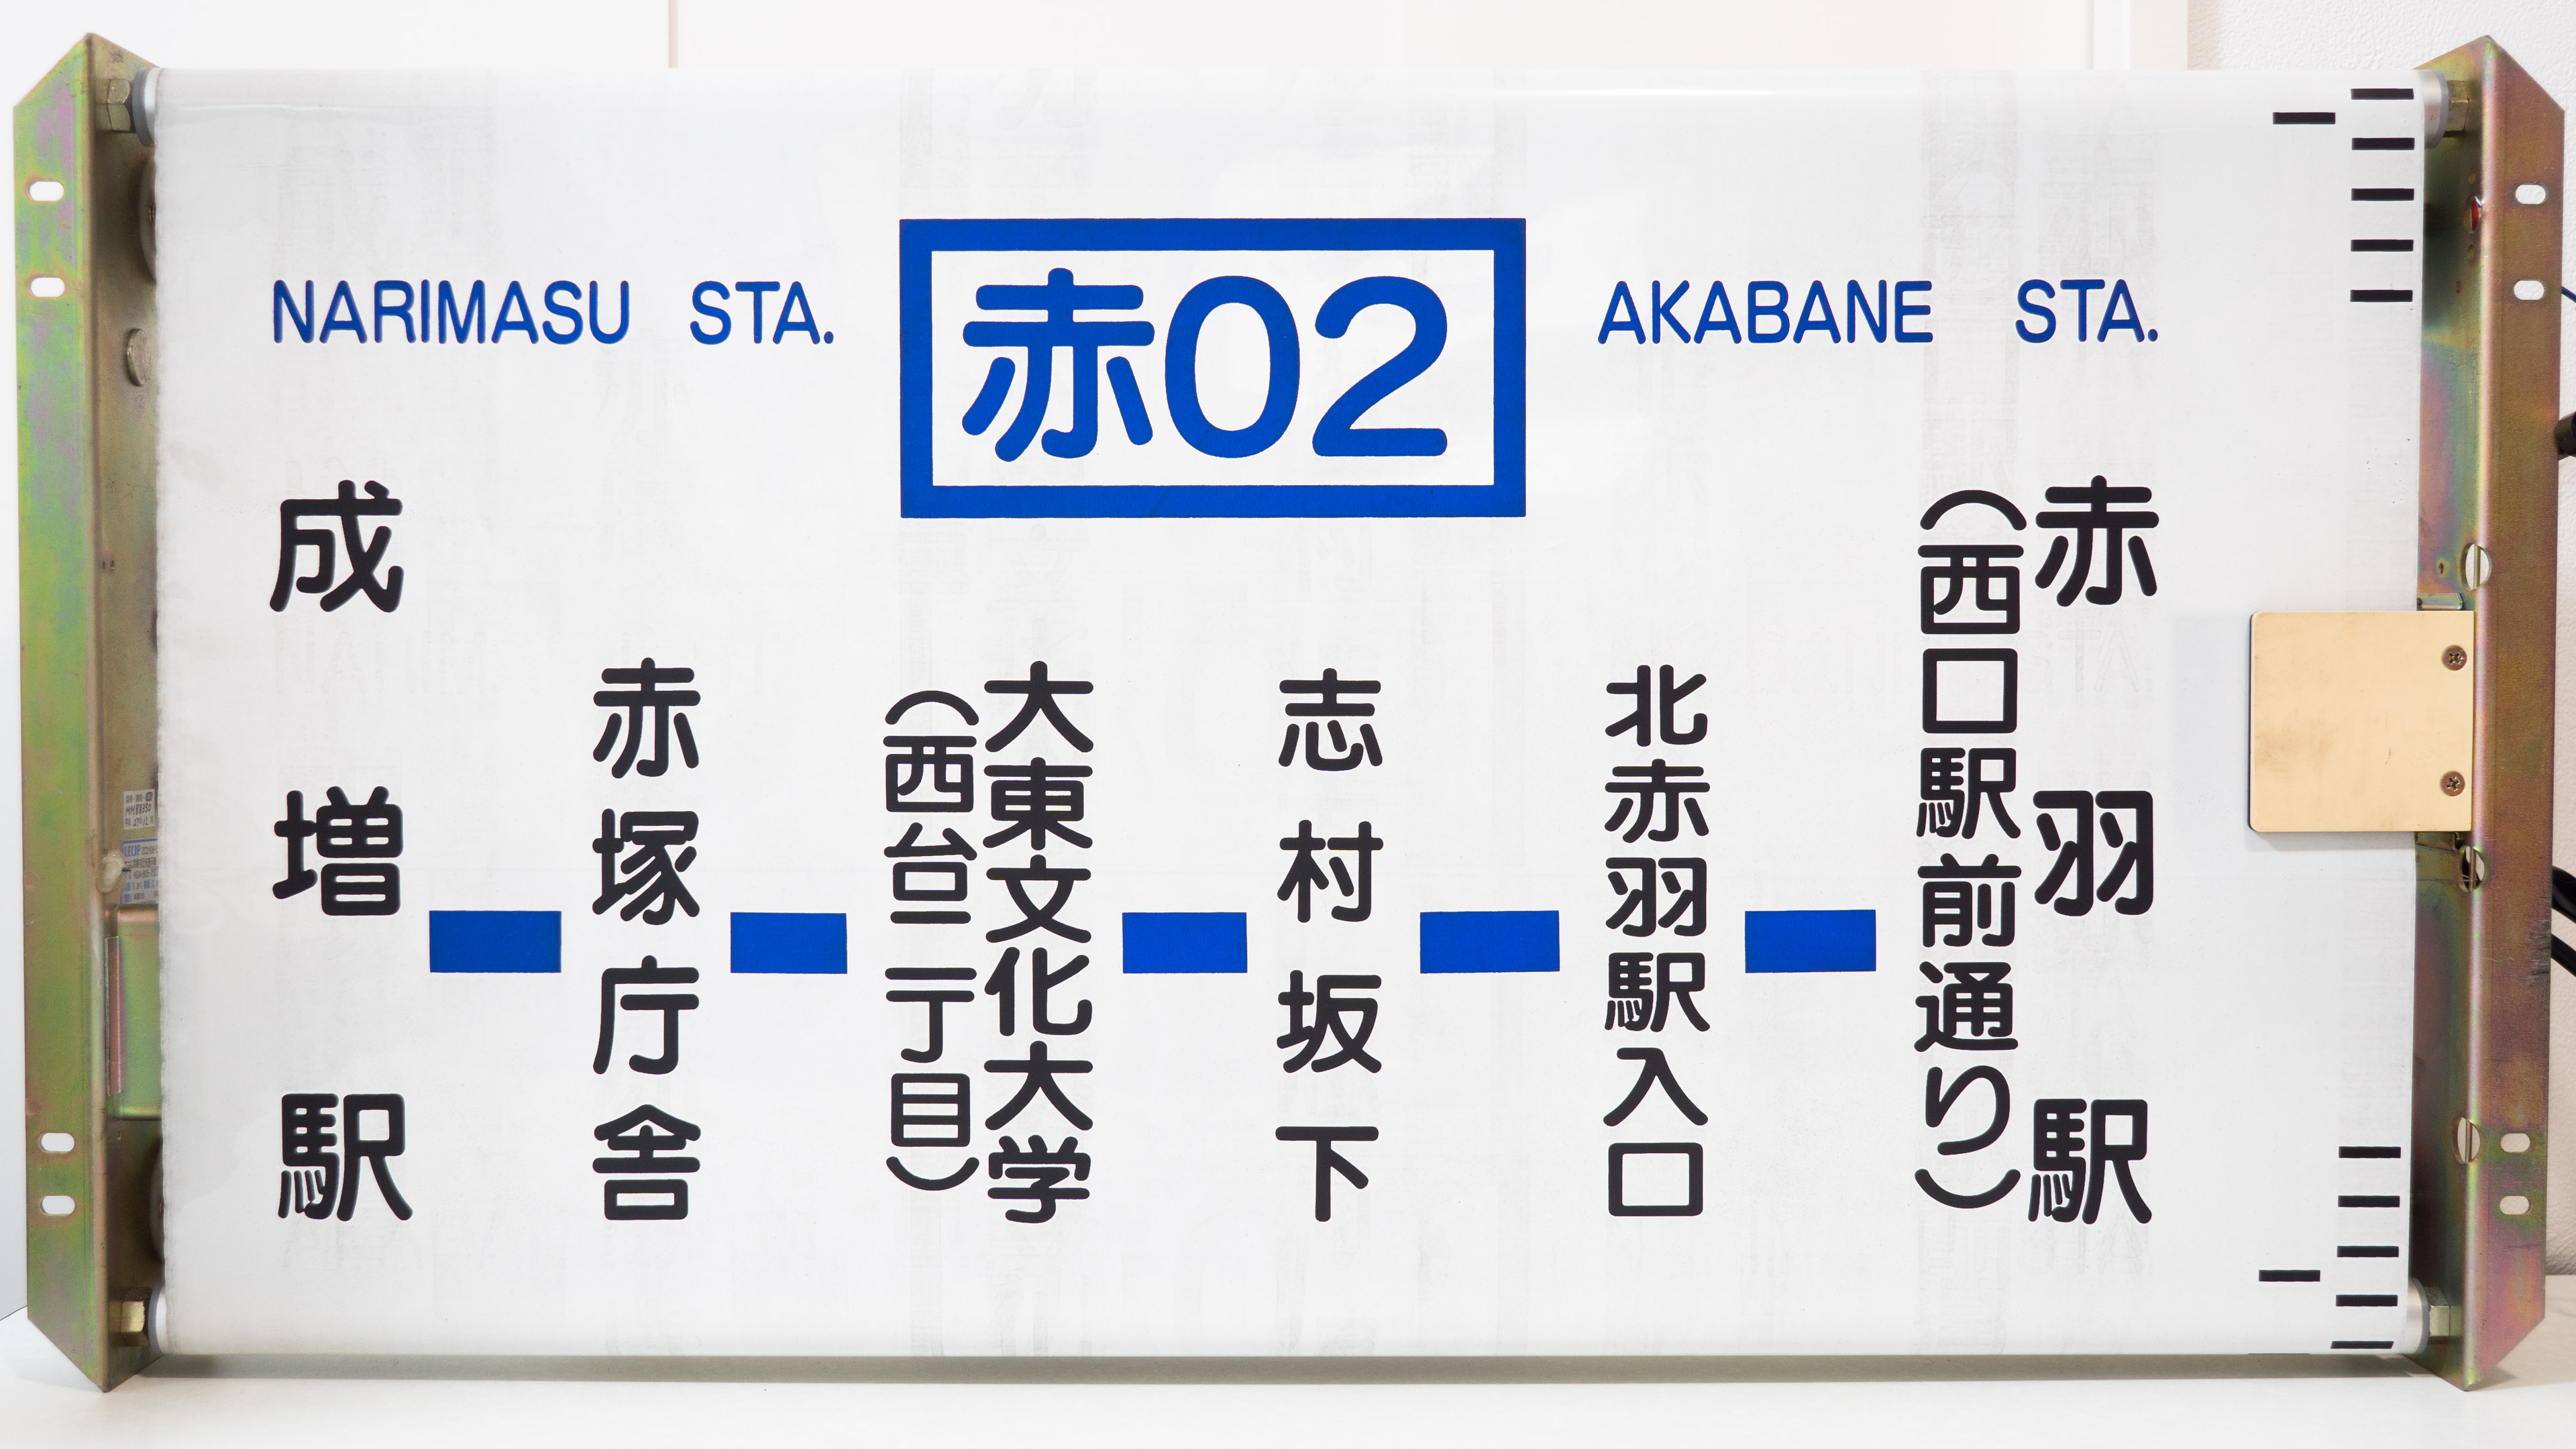 NARIMASU STA.
赤02
AKABANE STA.
成増駅
赤塚庁舎
大東文化大学
（西台二丁目）
志村坂下
北赤羽駅入口
赤羽駅
（西口駅前通り）
LECIP